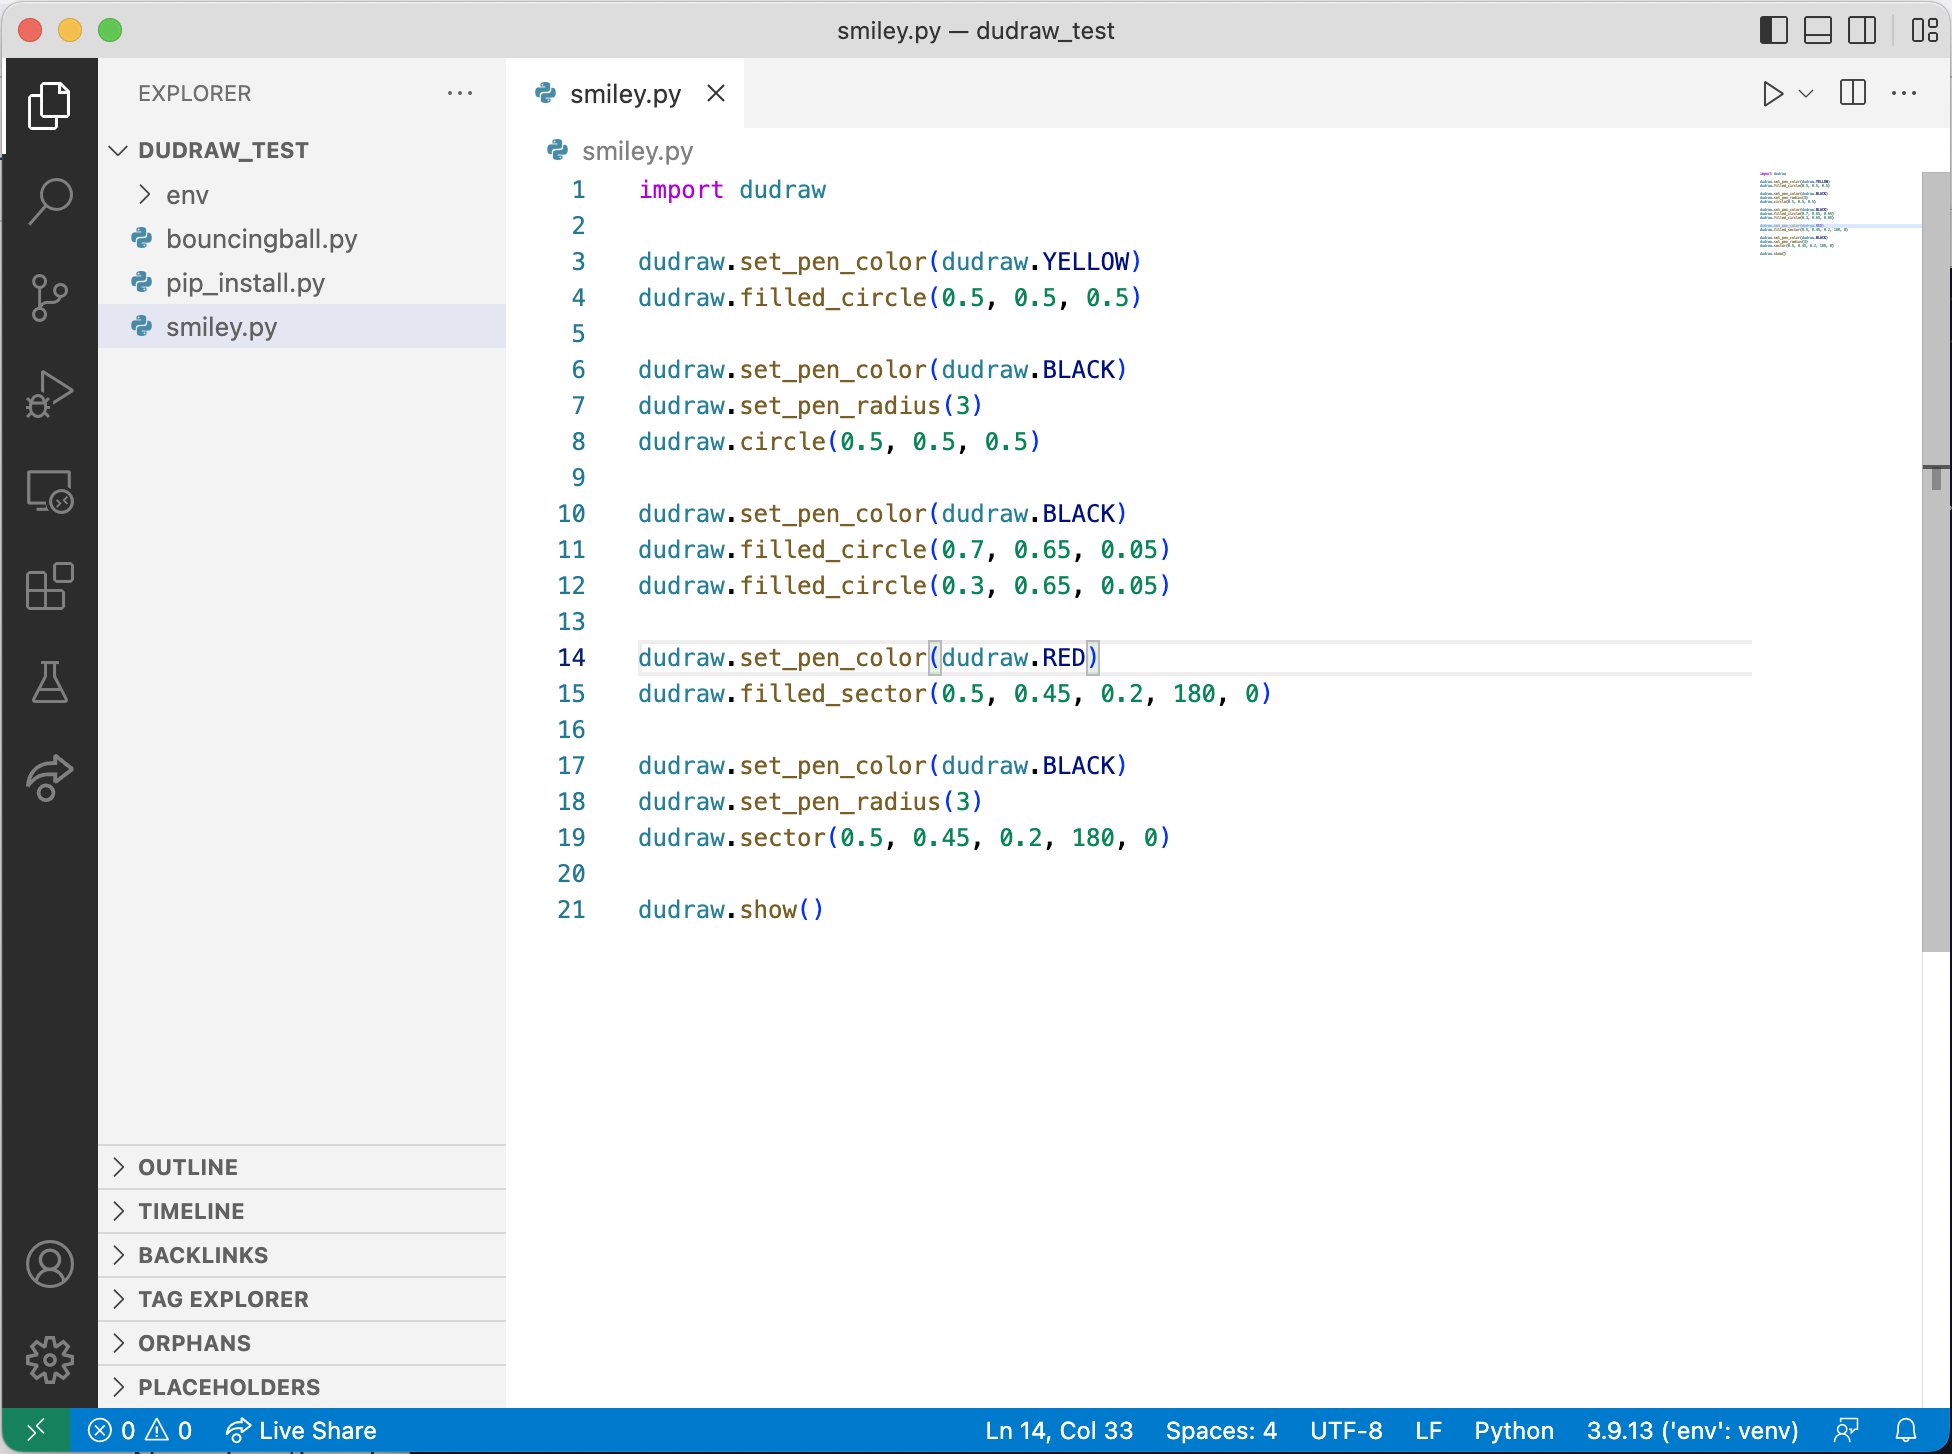 smiley.py — dudraw_test
EXPLORER
smiley.py
DUDRAW_TEST
env
bouncingball.py
pip_install.py
smiley.py
OUTLINE
TIMELINE
BACKLINKS
TAG EXPLORER
ORPHANS
PLACEHOLDERS
smiley.py
1 import dudraw
2
3 dudraw.set_pen_color(dudraw.YELLOW)
4 dudraw.filled_circle(0.5, 0.5, 0.5)
5
6 dudraw.set_pen_color(dudraw.BLACK)
7 dudraw.set_pen_radius(3)
8 dudraw.circle(0.5, 0.5, 0.5)
9
10 dudraw.set_pen_color(dudraw.BLACK)
11 dudraw.filled_circle(0.7, 0.65, 0.05)
12 dudraw.filled_circle(0.3, 0.65, 0.05)
13
14 dudraw.set_pen_color(dudraw.RED)
15 dudraw.filled_sector(0.5, 0.45, 0.2, 180, 0)
16
17 dudraw.set_pen_color(dudraw.BLACK)
18 dudraw.set_pen_radius(3)
19 dudraw.sector(0.5, 0.45, 0.2, 180, 0)
20
21 dudraw.show()
0 0 Live Share Ln 14, Col 33 Spaces: 4 UTF-8 LF Python 3.9.13 ('env': venv)